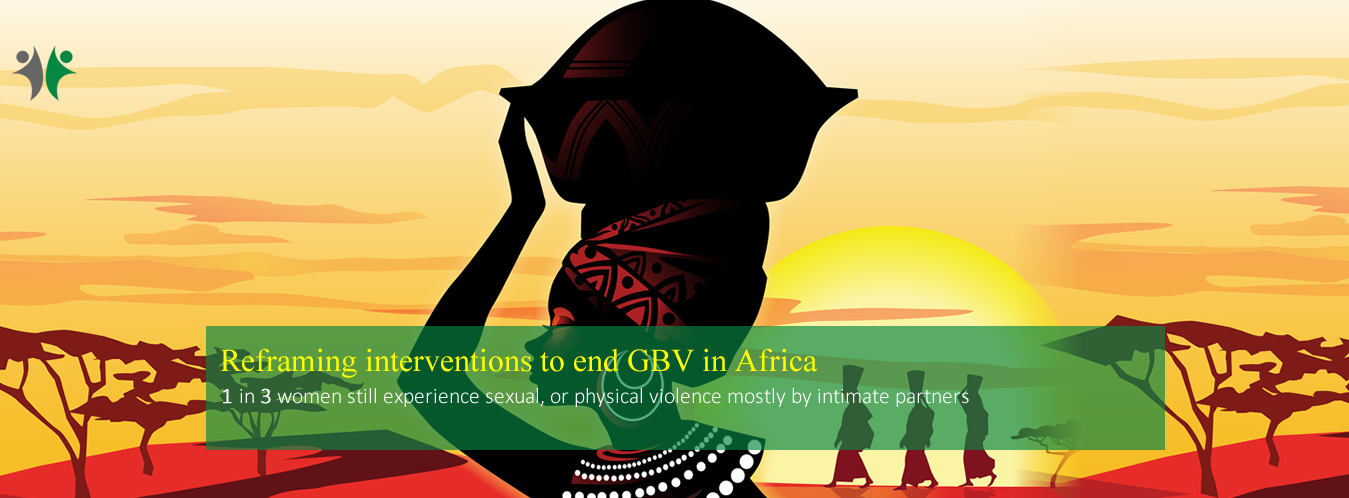 Reframing interventions to end GBV in Africa
1 in 3 women still experience sexual, or physical violence mostly by intimate partners